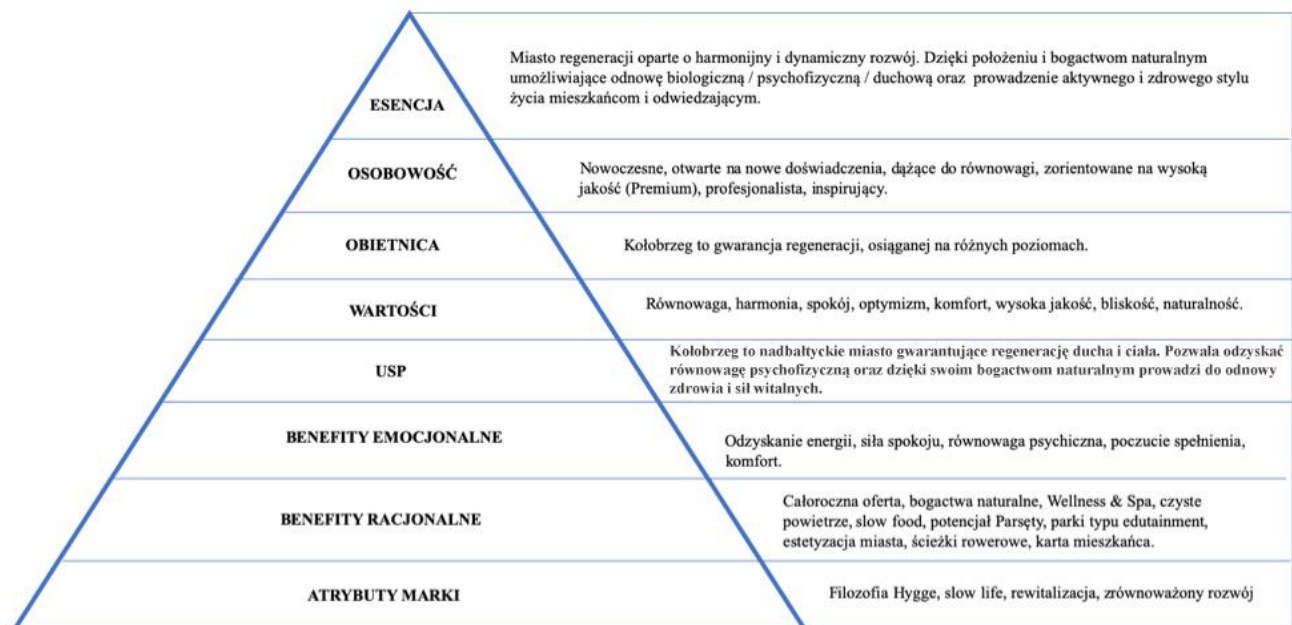 Miasto regeneracji oparte o harmonijny i dynamiczny rozwój. Dzięki położeniu i bogactwom naturalnym
umożliwiające odnowę biologiczną / psychofizyczną / duchową oraz prowadzenie aktywnego i zdrowego stylu
życia mieszkańcom i odwiedzającym.
ESENCJA
OSOBOWOŚĆ
Nowoczesne, otwarte na nowe doświadczenia, dążące do równowagi, zorientowane na wysoką
jakość (Premium), profesjonalista, inspirujący.
OBIETNICA
Kołobrzeg to gwarancja regeneracji, osiąganej na różnych poziomach.
WARTOŚCI
Równowaga, harmonia, spokój, optymizm, komfort, wysoka jakość, bliskość, naturalność.
USP
Kołobrzeg to nadbałtyckie miasto gwarantujące regenerację ducha i ciała. Pozwala odzyskać
równowagę psychofizyczną oraz dzięki swoim bogactwom naturalnym prowadzi do odnowy
zdrowia i sił witalnych.
BENEFITY EMOCJONALNE
Odzyskanie energii, siła spokoju, równowaga psychiczna, poczucie spełnienia,
komfort.
BENEFITY RACJONALNE
Całoroczna oferta, bogactwa naturalne, Wellness & Spa, czyste
powietrze, slow food, potencjał Parsęty, parki typu edutainment,
estetyzacja miasta, ścieżki rowerowe, karta mieszkańca.
ATRYBUTY MARKI
Filozofia Hygge, slow life, rewitalizacja, zrównoważony rozwój